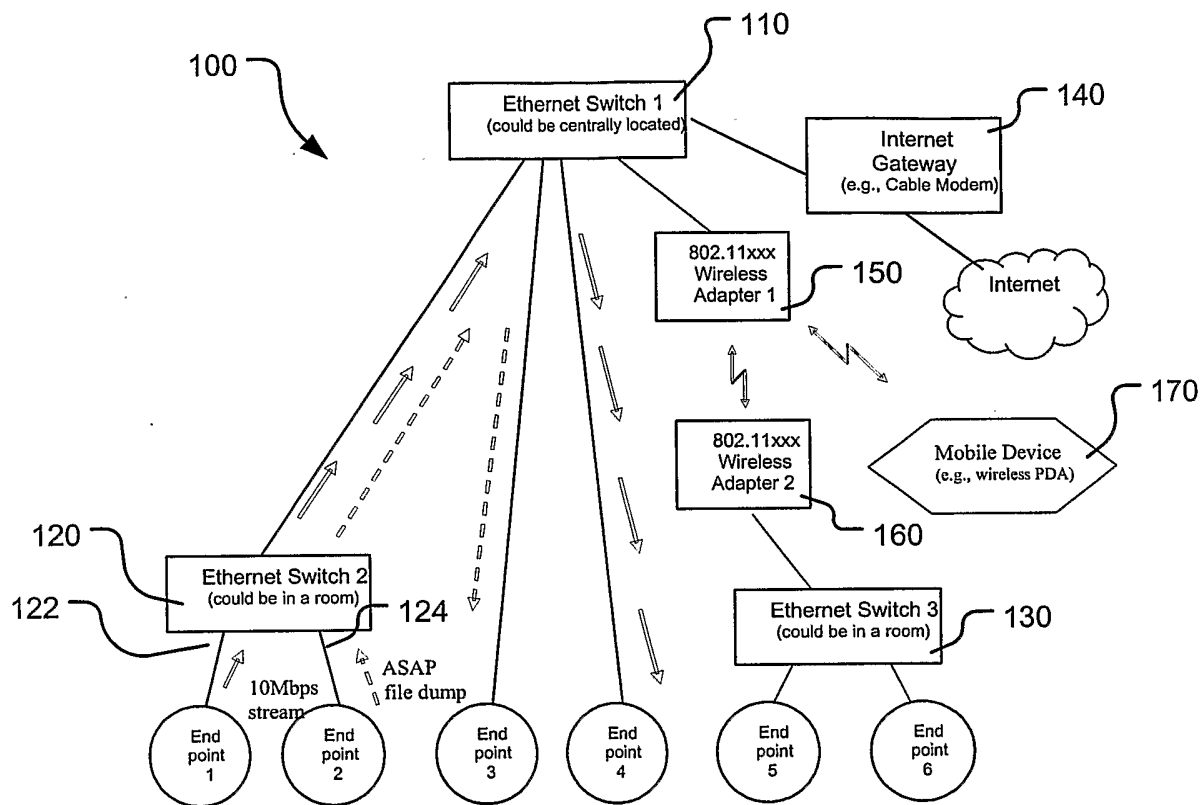 110
100
Ethernet Switch 1
(could be centrally located)
140
Internet
Gateway
(e.g., Cable Modem)
802.11xxx
Wireless
Adapter 1
150
Internet
170
802.11xxx
Wireless
Adapter 2
Mobile Device
(e.g., wireless PDA)
160
120
Ethernet Switch 2
(could be in a room)
122
124
Ethernet Switch 3
(could be in a room)
130
10Mbps
stream
ASAP
file dump
End
point
1
End
point
2
End
point
3
End
point
4
End
point
5
End
point
6